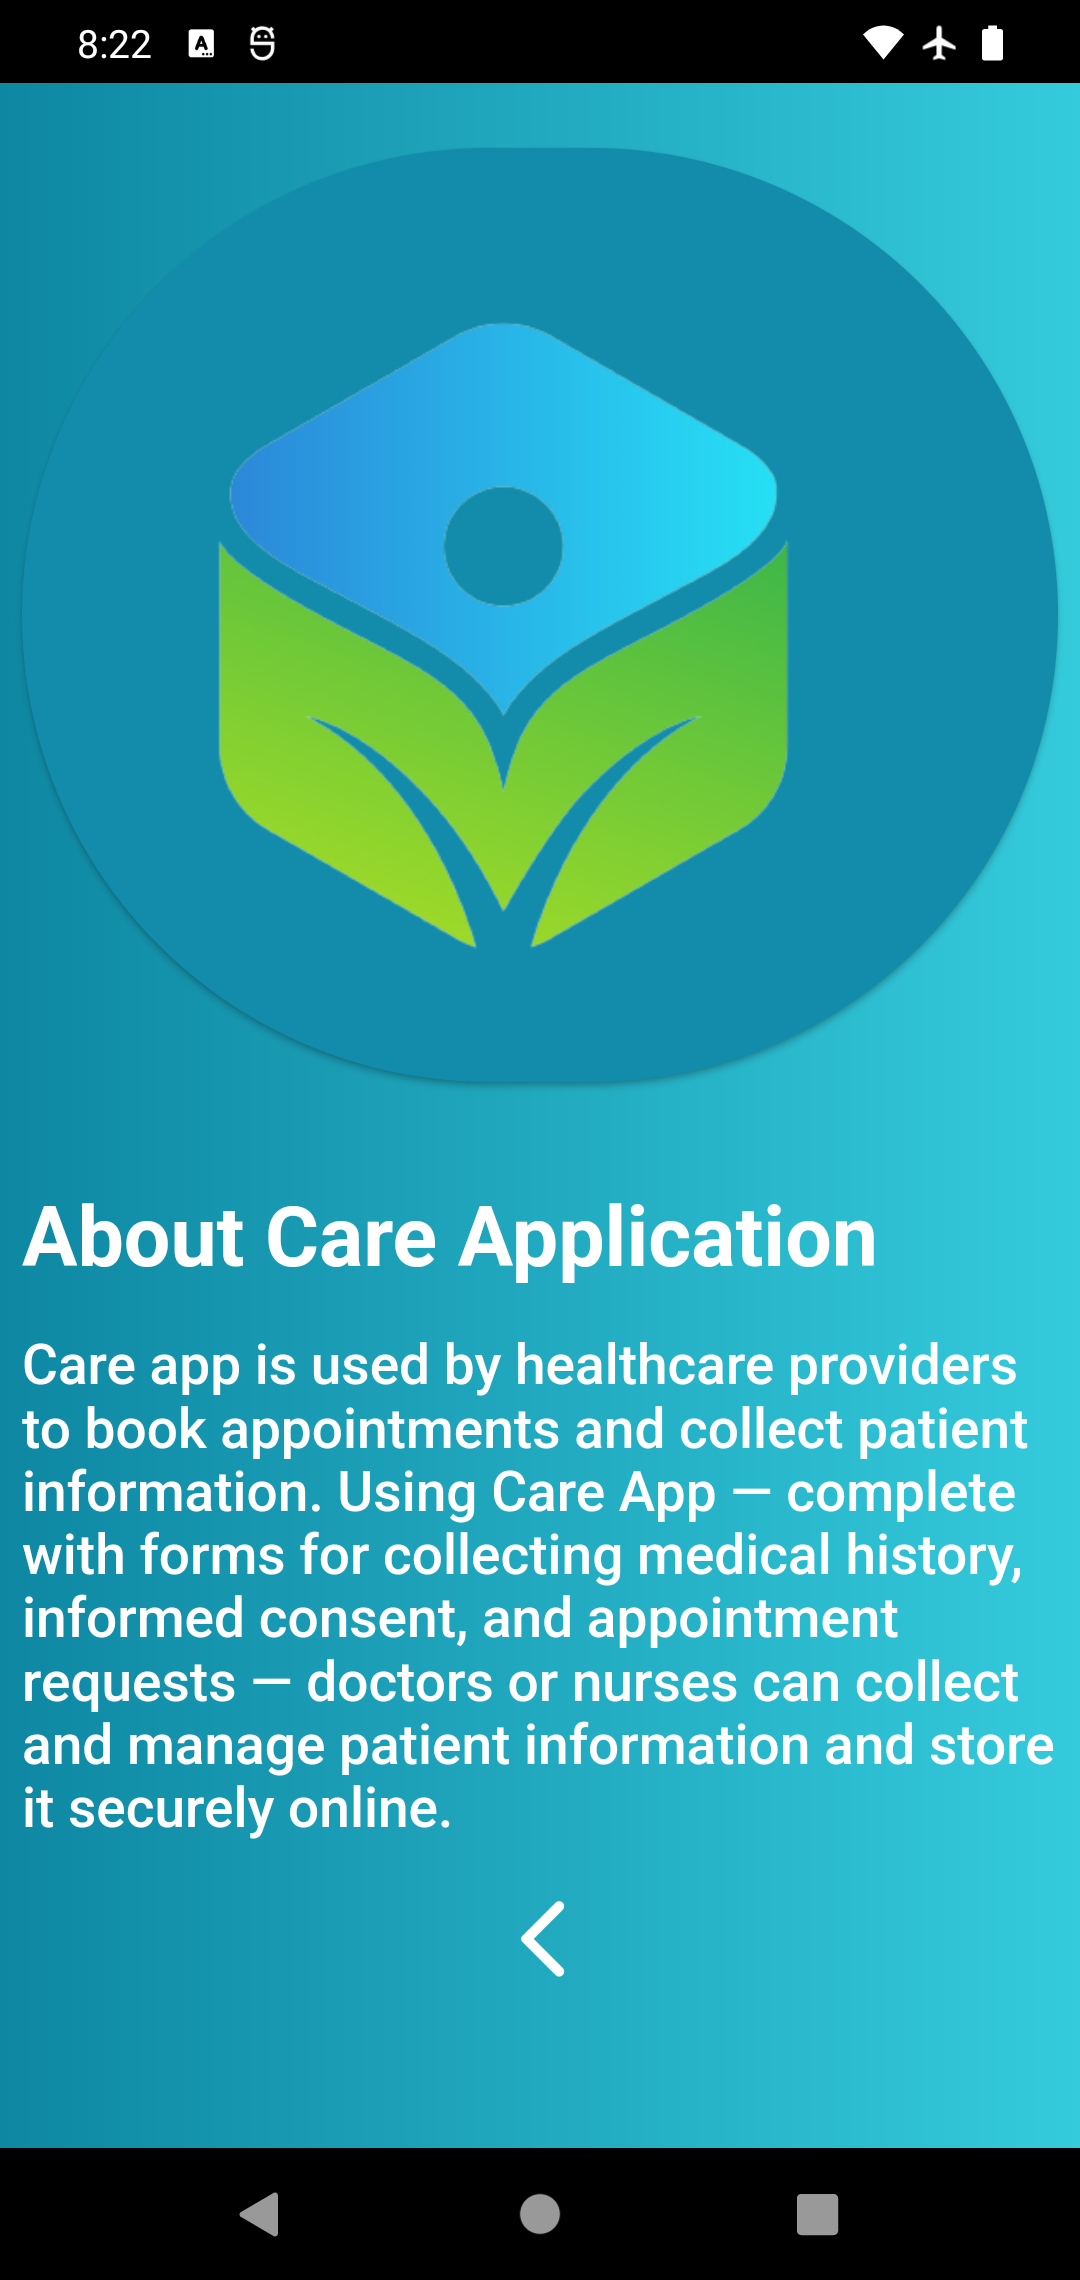 8:22
About Care Application
Care app is used by healthcare providers
to book appointments and collect patient
information. Using Care App — complete
with forms for collecting medical history,
informed consent, and appointment
requests — doctors or nurses can collect
and manage patient information and store
it securely online.